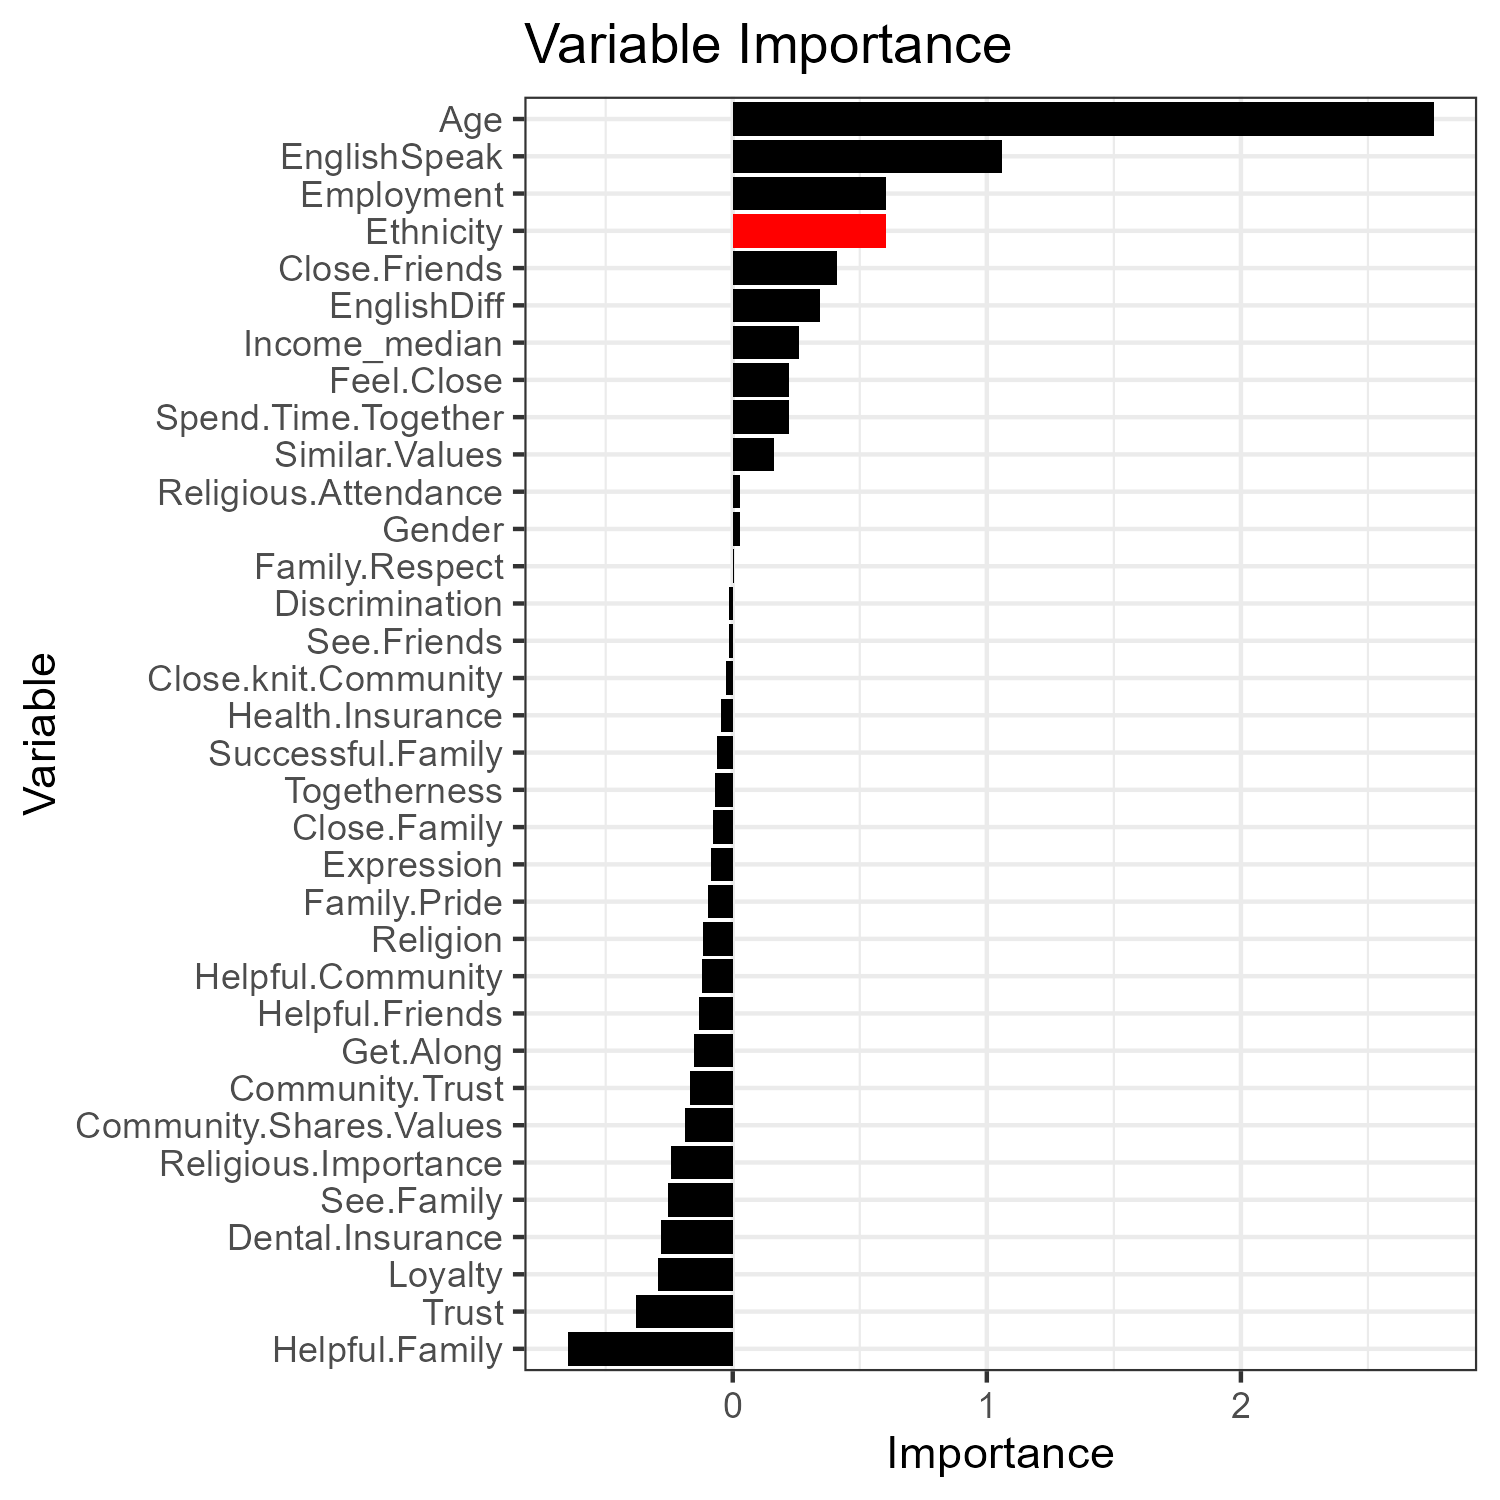 Variable Importance
Age
EnglishSpeak
Employment
Ethnicity
Close.Friends
EnglishDiff
Income_median
Feel.Close
Spend.Time.Together
Similar.Values
Religious.Attendance
Gender
Family.Respect
Discrimination
See.Friends
Close.knit.Community
Health.Insurance
Successful.Family
Togetherness
Close.Family
Expression
Family.Pride
Religion
Helpful.Community
Helpful.Friends
Get.Along
Community.Trust
Community.Shares.Values
Religious.Importance
See.Family
Dental.Insurance
Loyalty
Trust
Helpful.Family
Variable
0 1 2
Importance